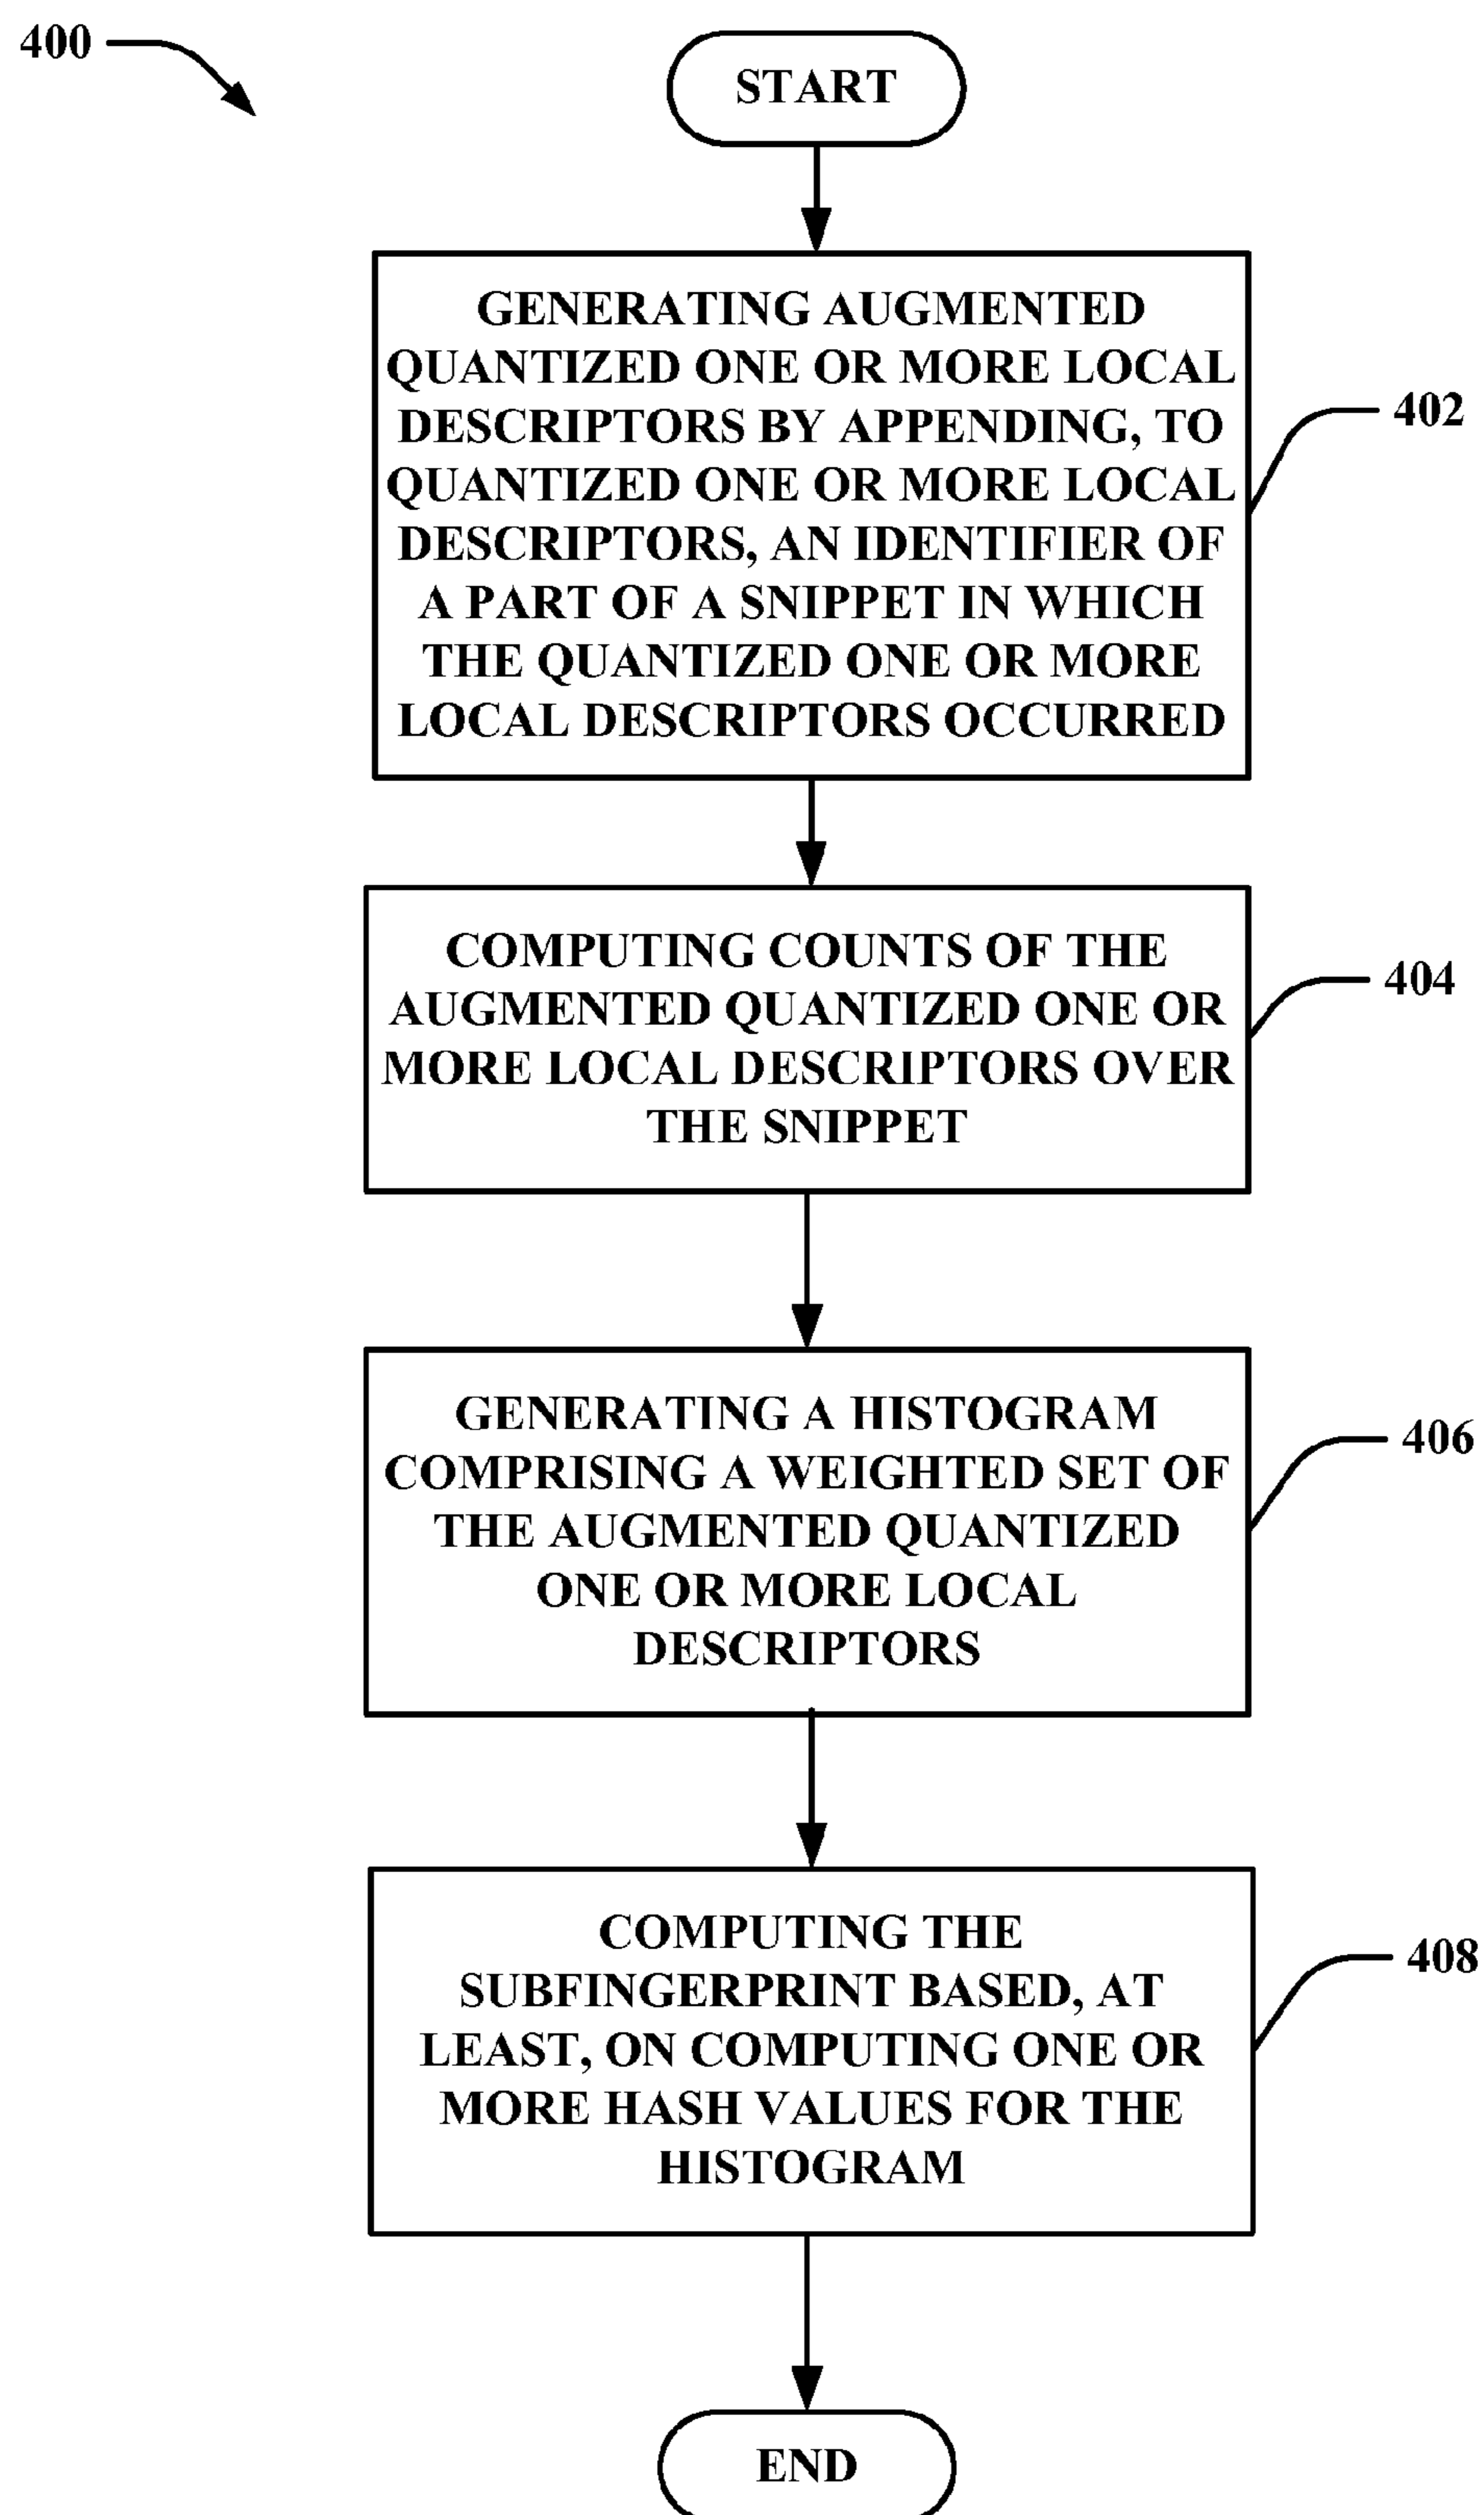 400
START
GENERATING AUGMENTED
QUANTIZED ONE OR MORE LOCAL
DESCRIPTORS BY APPENDING, TO
QUANTIZED ONE OR MORE LOCAL
DESCRIPTORS, AN IDENTIFIER OF
A PART OF A SNIPPET IN WHICH
THE QUANTIZED ONE OR MORE
LOCAL DESCRIPTORS OCCURRED
402
COMPUTING COUNTS OF THE
AUGMENTED QUANTIZED ONE OR
MORE LOCAL DESCRIPTORS OVER
THE SNIPPET
404
GENERATING A HISTOGRAM
COMPRISING A WEIGHTED SET OF
THE AUGMENTED QUANTIZED
ONE OR MORE LOCAL
DESCRIPTORS
406
COMPUTING THE
SUBFINGERPRINT BASED, AT
LEAST, ON COMPUTING ONE OR
MORE HASH VALUES FOR THE
HISTOGRAM
408
END